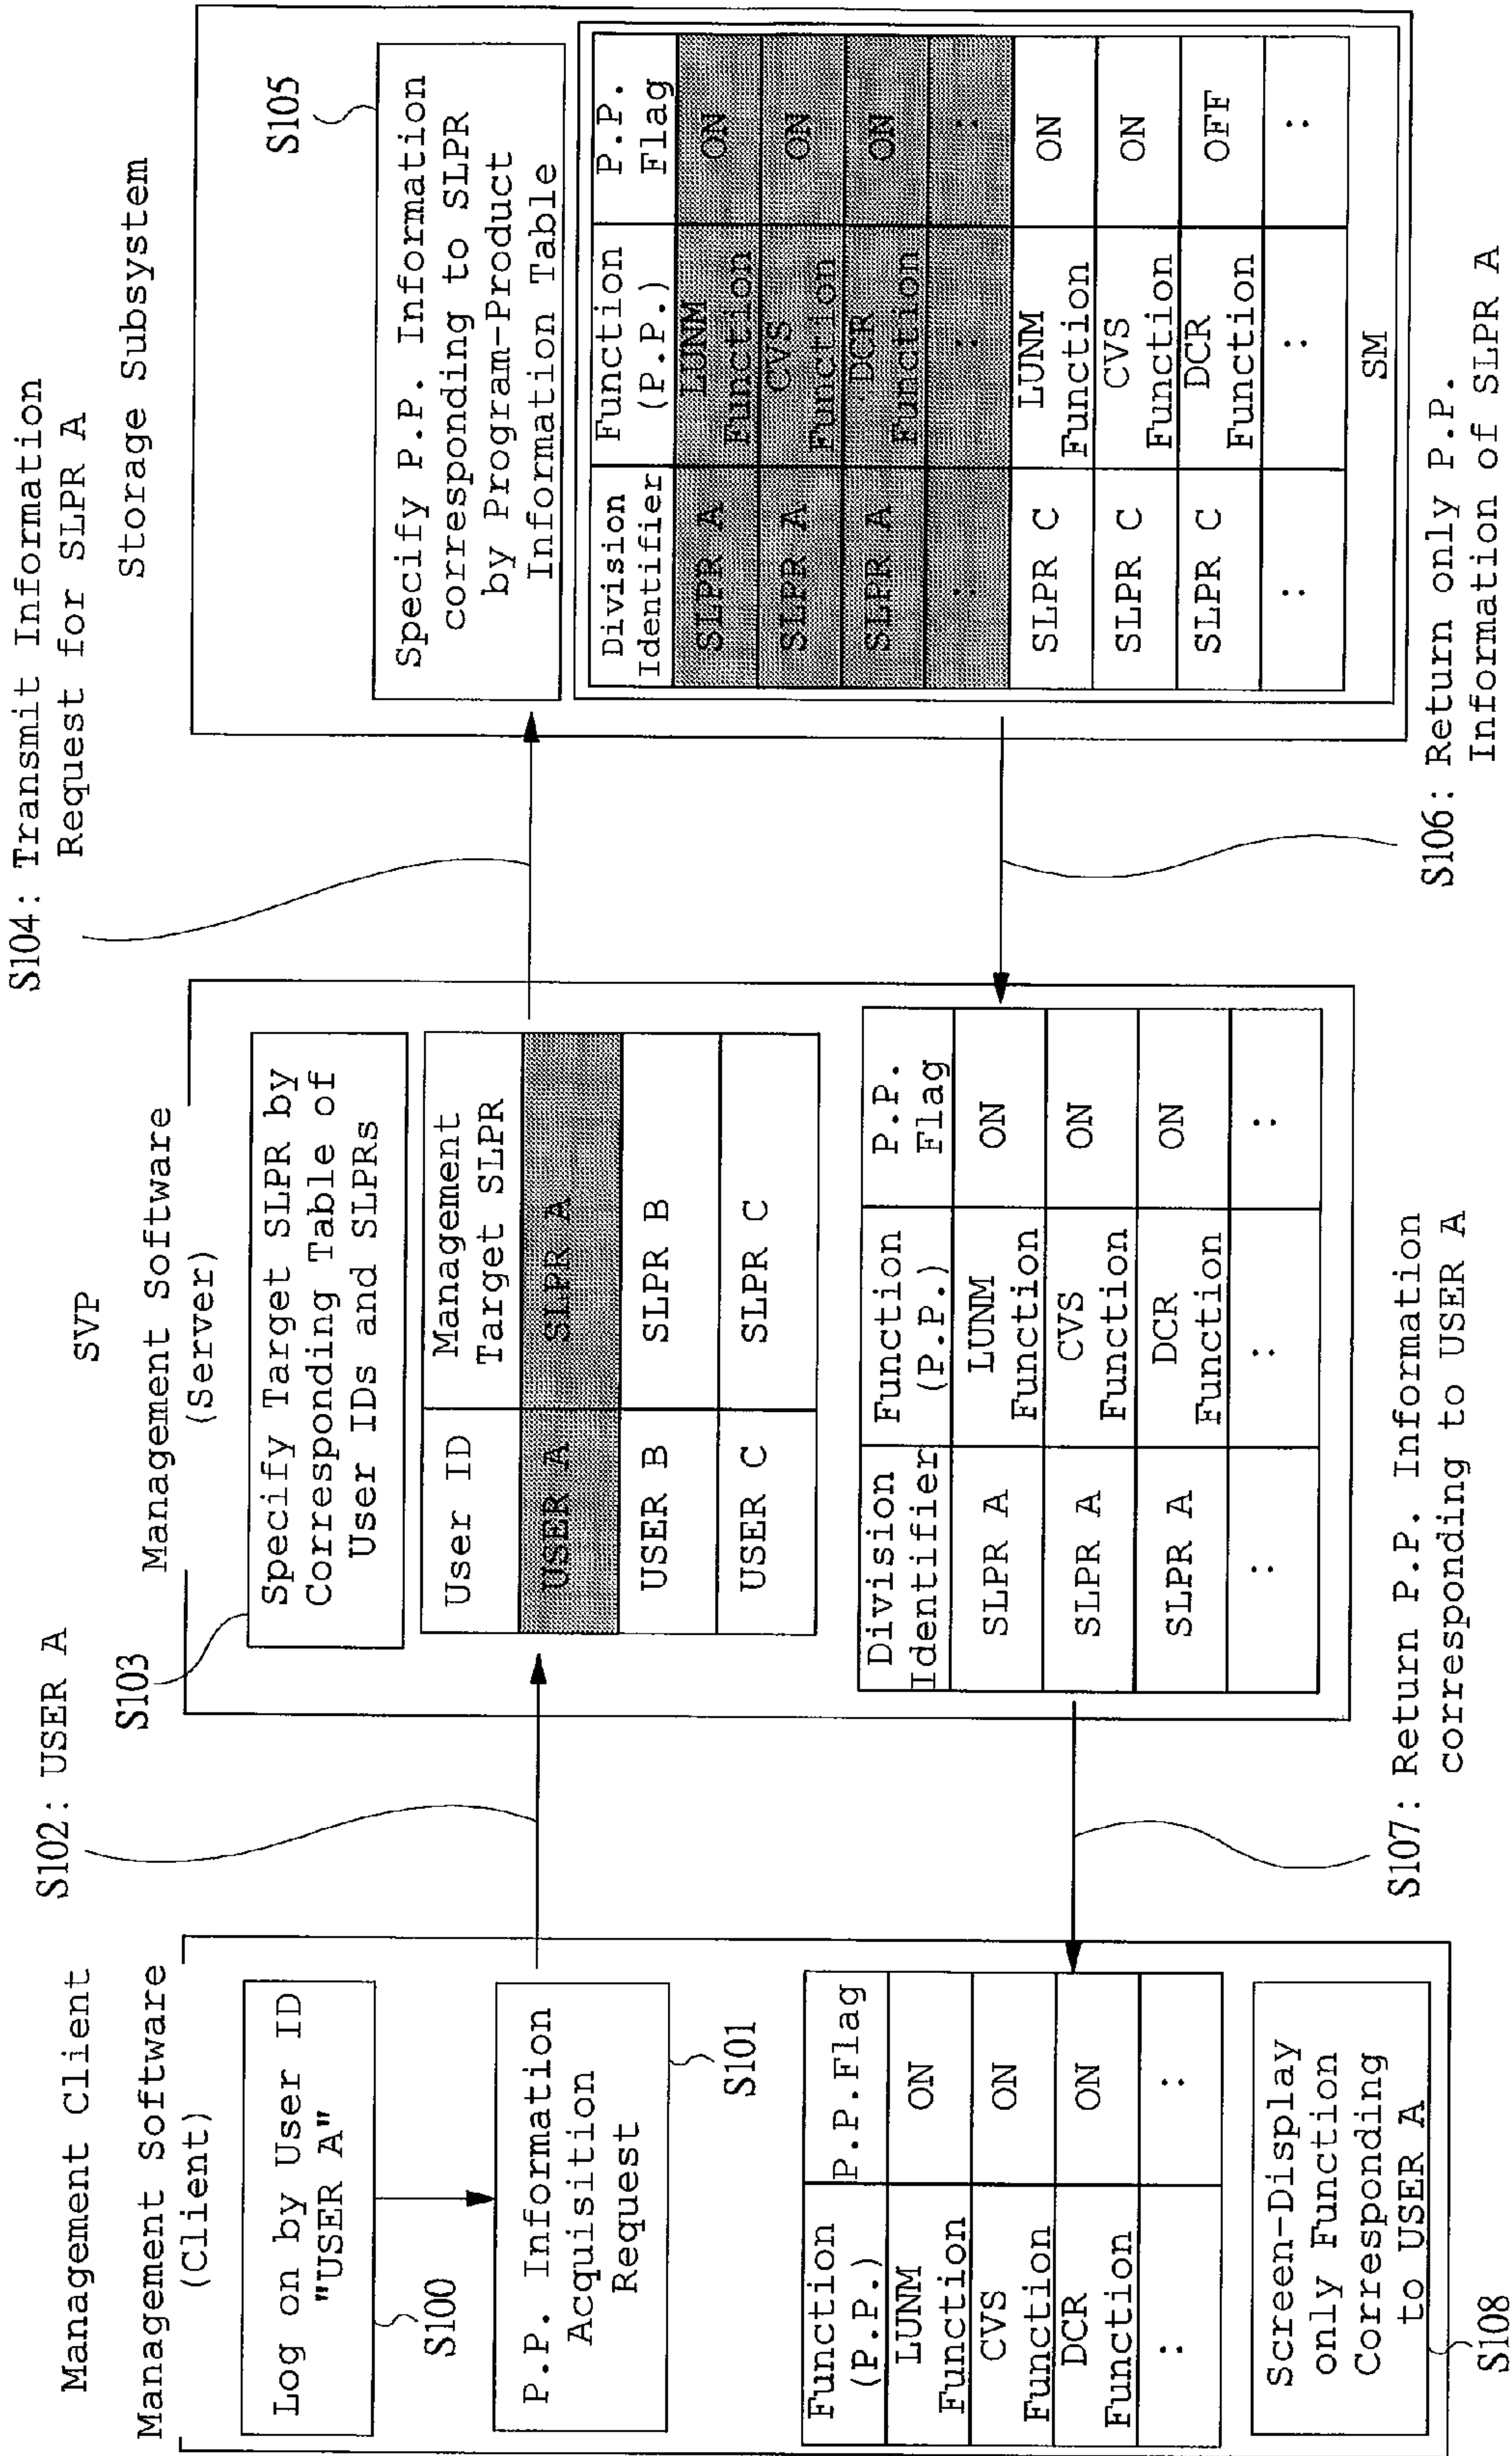 Management Client
Management Software
(Client)
Log on by User ID
"USER A"
S100
P.P. Information
Acquisition
Request
S101
Function
(P.P.)
P.P.Flag
LUNM
Function
ON
CVS
Function
ON
DCR
Function
ON
:
:
Screen-Display
only Function
Corresponding
to USER A
S108
S102: USER A
SVP
Management Software
(Server)
S103
Specify Target SLPR by
Corresponding Table of
User IDs and SLPRs
User ID
Management
Target SLPR
USER A
SLPR A
USER B
SLPR B
USER C
SLPR C
Division
Identifier
Function
(P.P.)
P.P.
Flag
SLPR A
LUNM
Function
ON
SLPR A
CVS
Function
ON
SLPR A
DCR
Function
ON
:
:
:
S107: Return P.P. Information
corresponding to USER A
S104: Transmit Information
Request for SLPR A
Storage Subsystem
S105
Specify P.P. Information
corresponding to SLPR
by Program-Product
Information Table
Division
Identifier
Function
(P.P.)
P.P.
Flag
SLPR A
LUNM
Function
ON
SLPR A
CVS
Function
ON
SLPR A
DCR
Function
ON
:
:
:
SLPR C
LUNM
Function
ON
SLPR C
CVS
Function
ON
SLPR C
DCR
Function
OFF
:
:
:
SM
S106: Return only P.P.
Information of SLPR A